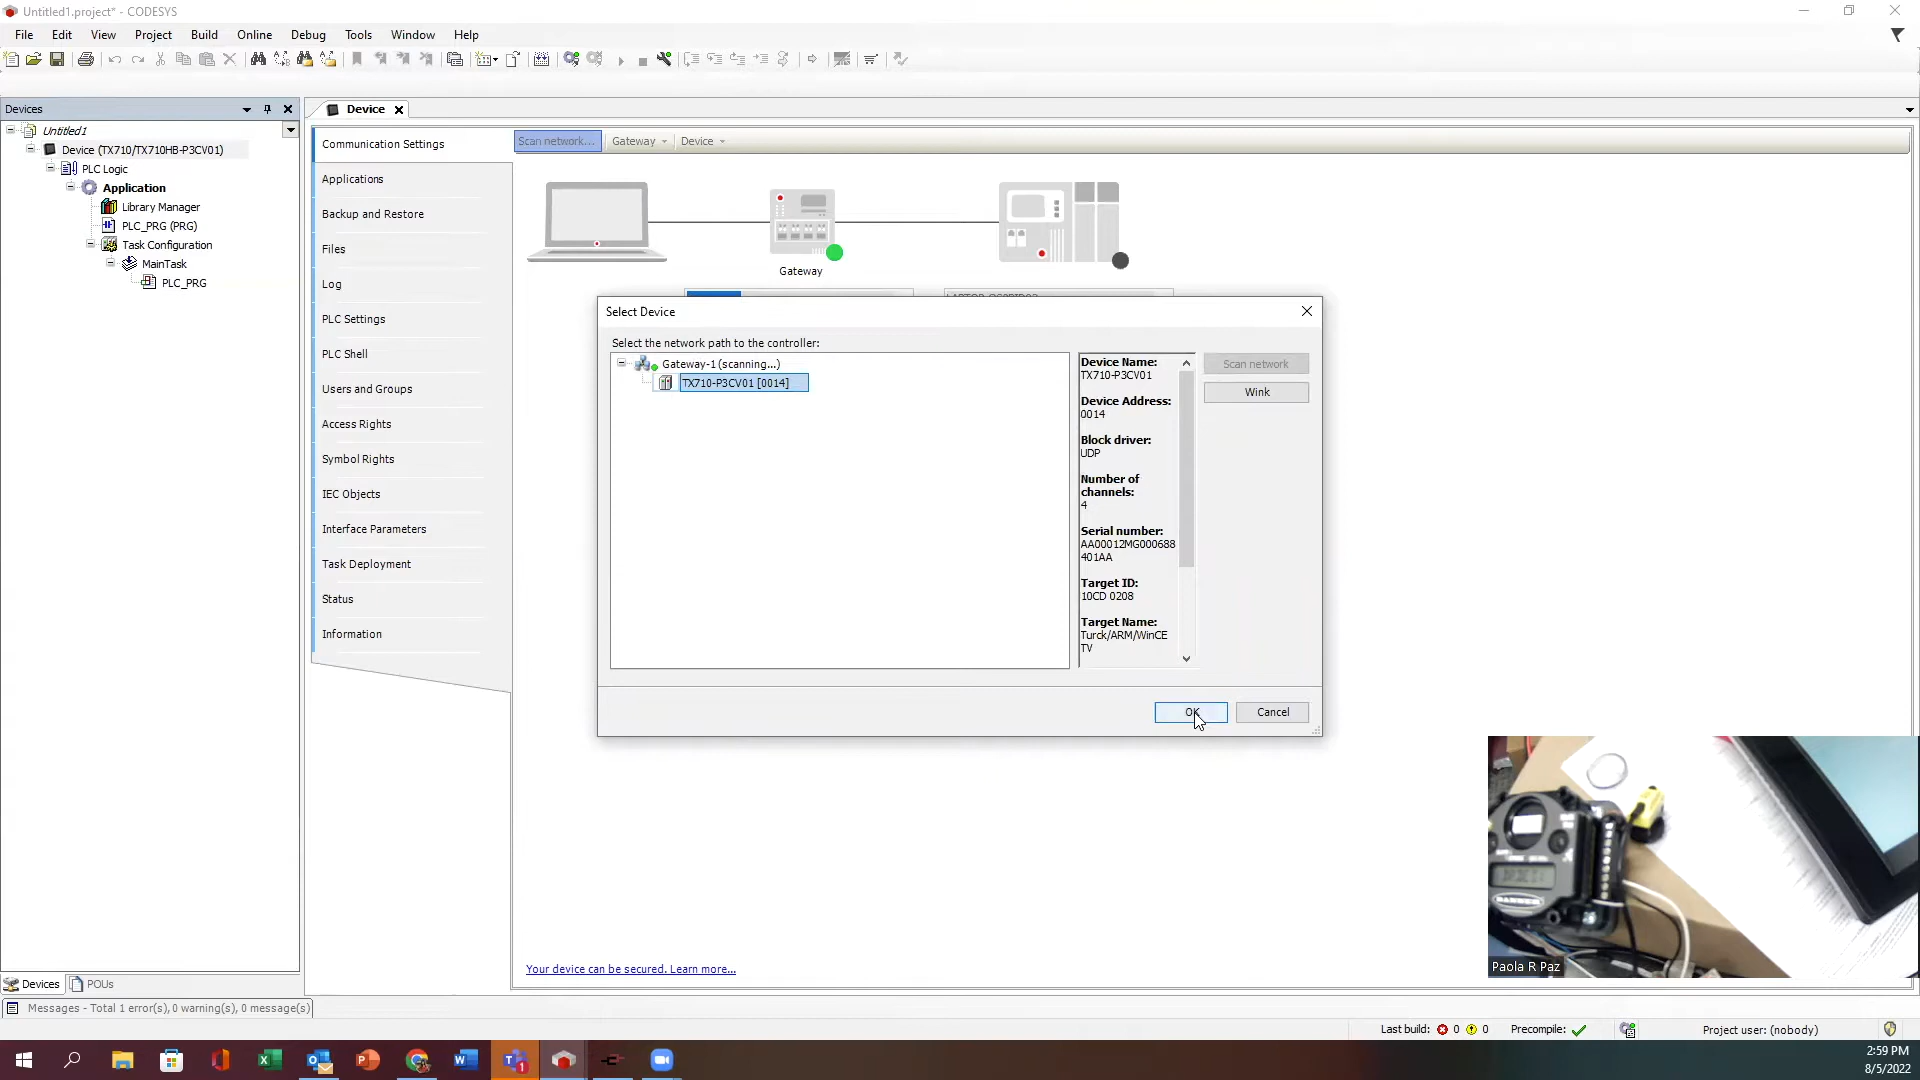 Untitled1.project* - CODESYS
File Edit View Project Build Online Debug Tools Window Help
Devices
Untitled1
Device (TX710/TX710HB-P3CV01)
PLC Logic
Application
Library Manager
PLC_PRG (PRG)
Task Configuration
MainTask
PLC_PRG
Device
Communication Settings
Applications
Backup and Restore
Files
Log
PLC Settings
PLC Shell
Users and Groups
Access Rights
Symbol Rights
IEC Objects
Interface Parameters
Task Deployment
Status
Information
Scan network... Gateway Device
Gateway
Select Device
Select the network path to the controller:
Gateway-1 (scanning...)
TX710-P3CV01 [0014]
Device Name:
TX710-P3CV01
Device Address:
0014
Block driver:
UDP
Number of
channels:
4
Serial number:
AA00012MG000688
401AA
Target ID:
10CD 0208
Target Name:
Turck/ARM/WinCE
TV
Scan network
Wink
OK
Cancel
Your device can be secured. Learn more...
BANNER
Paola R Paz
Devices POUs
Messages - Total 1 error(s), 0 warning(s), 0 message(s)
Last build: 0 0 Precompile: Project user: (nobody)
2:59 PM
8/5/2022